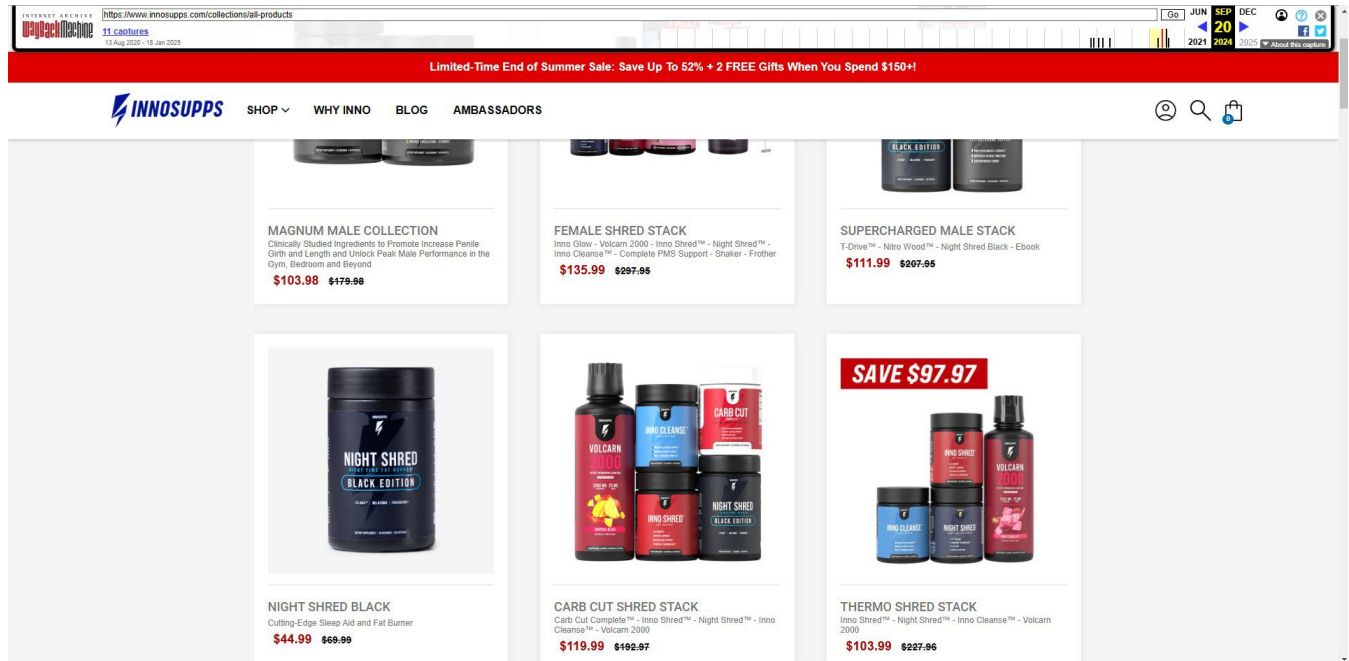 INTERNET ARCHIVE
WayBackMachine
https://www.innosupps.com/collections/all-products
Go
JUN SEP DEC
11 captures
20
13 Aug 2020 - 18 Jan 2025
2021 2024 2025
About this capture
Limited-Time End of Summer Sale: Save Up To 52% + 2 FREE Gifts When You Spend $150+!
INNOSUPPS
SHOP
WHY INNO
BLOG
AMBASSADORS
0
BLACK EDITION
MAGNUM MALE COLLECTION
Clinically Studied Ingredients to Promote Increase Penile
Girth and Length and Unlock Peak Male Performance in the
Gym, Bedroom and Beyond
$103.98 $179.98
FEMALE SHRED STACK
Inno Glow - Volcarn 2000 - Inno Shred™ - Night Shred™ -
Inno Cleanse™ - Complete PMS Support - Shaker - Frother
$135.99 $297.95
SUPERCHARGED MALE STACK
T-Drive™ - Nitro Wood™ - Night Shred Black - Ebook
$111.99 $207.95
NIGHT SHRED
NIGHT TIME FAT BURNER
BLACK EDITION
VOLCARN
2000
INNO CLEANSE
CARB CUT
INNO SHRED
NIGHT SHRED
BLACK EDITION
SAVE $97.97
INNO SHRED
VOLCARN
2000
INNO CLEANSE
NIGHT SHRED
NIGHT SHRED BLACK
Cutting-Edge Sleep Aid and Fat Burner
$44.99 $69.99
CARB CUT SHRED STACK
Carb Cut Complete™ - Inno Shred™ - Night Shred™ - Inno
Cleanse™ - Volcarn 2000
$119.99 $192.97
THERMO SHRED STACK
Inno Shred™ - Night Shred™ - Inno Cleanse™ - Volcarn
2000
$103.99 $227.96